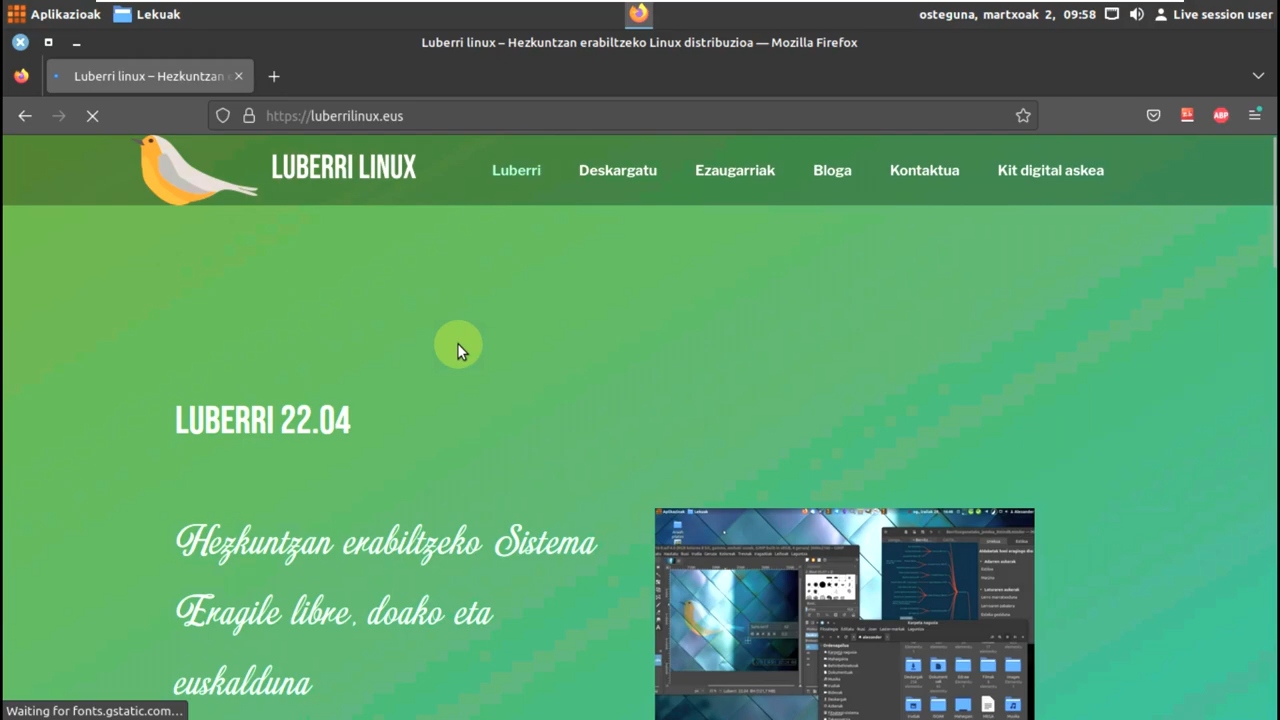 Aplikazioak Lekuak osteguna, martxoak 2, 09:58 Live session user
Luberri linux – Hezkuntzan erabiltzeko Linux distribuzioa — Mozilla Firefox
Luberri linux – Hezkuntzan
https://luberrilinux.eus ABP
LUBERRI LINUX Luberri Deskargatu Ezaugarriak Bloga Kontaktua Kit digital askea
LUBERRI 22.04
Hezkuntzan erabiltzeko Sistema
Eragile libre, doako eta
euskalduna
Waiting for fonts.gstatic.com…